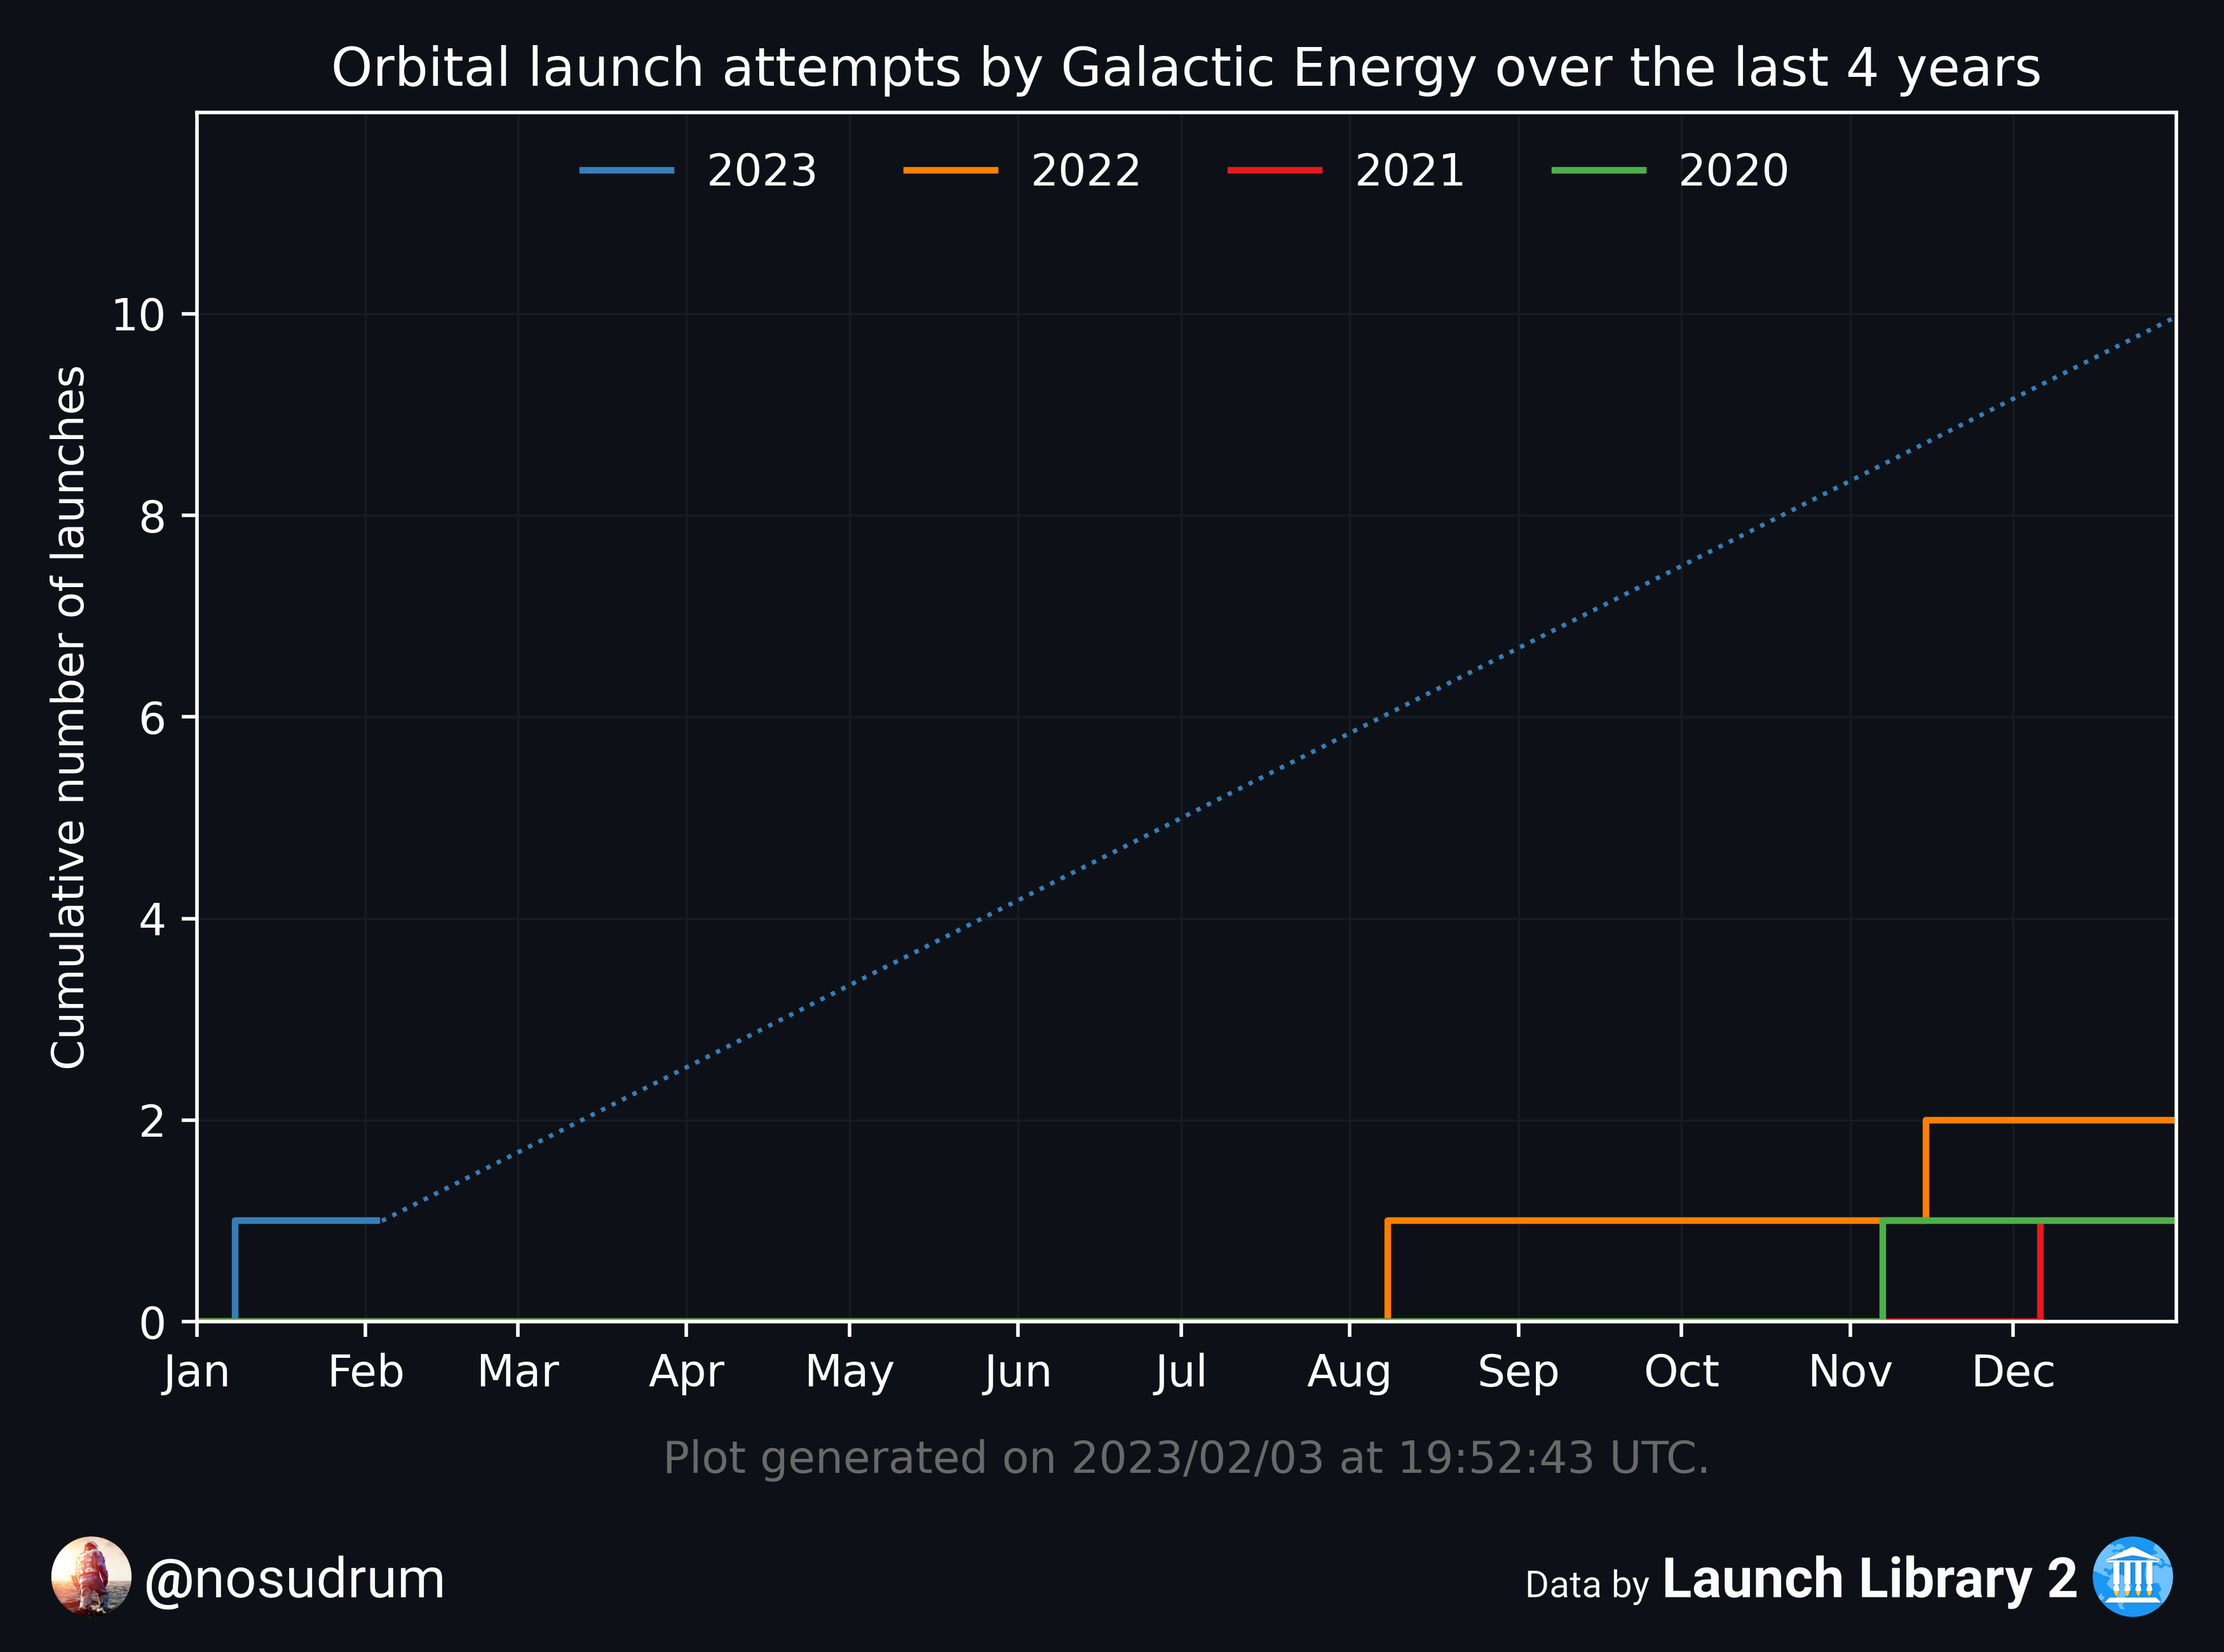 Orbital launch attempts by Galactic Energy over the last 4 years
2023 2022 2021 2020
Cumulative number of launches
10
8
6
4
2
0
Jan Feb Mar Apr May Jun Jul Aug Sep Oct Nov Dec
Plot generated on 2023/02/03 at 19:52:43 UTC.
@nosudrum
Data by Launch Library 2